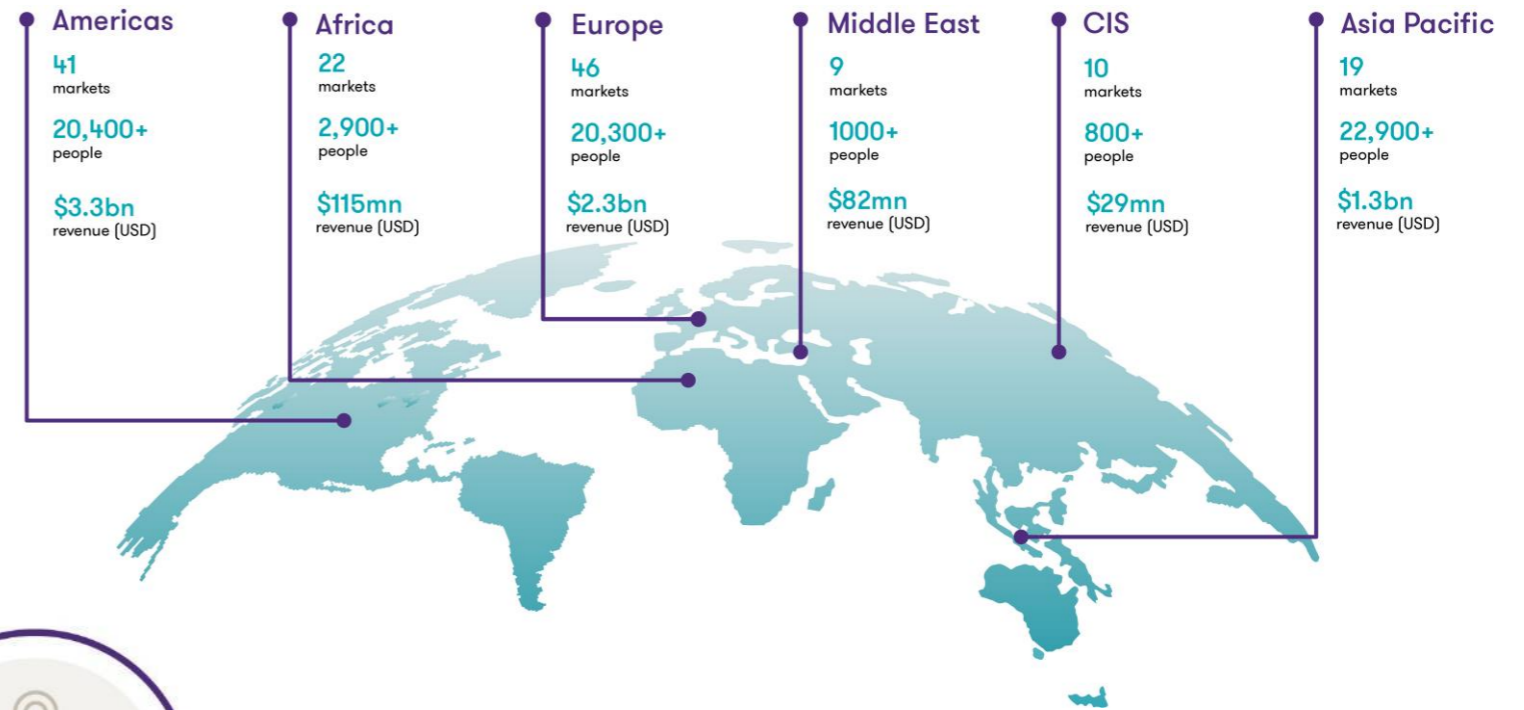 Americas
41
markets
20,400+
people
$3.3bn
revenue (USD)
Africa
22
markets
2,900+
people
$115mn
revenue (USD)
Europe
46
markets
20,300+
people
$2.3bn
revenue (USD)
Middle East
9
markets
1000+
people
$82mn
revenue (USD)
CIS
10
markets
800+
people
$29mn
revenue (USD)
Asia Pacific
19
markets
22,900+
people
$1.3bn
revenue (USD)